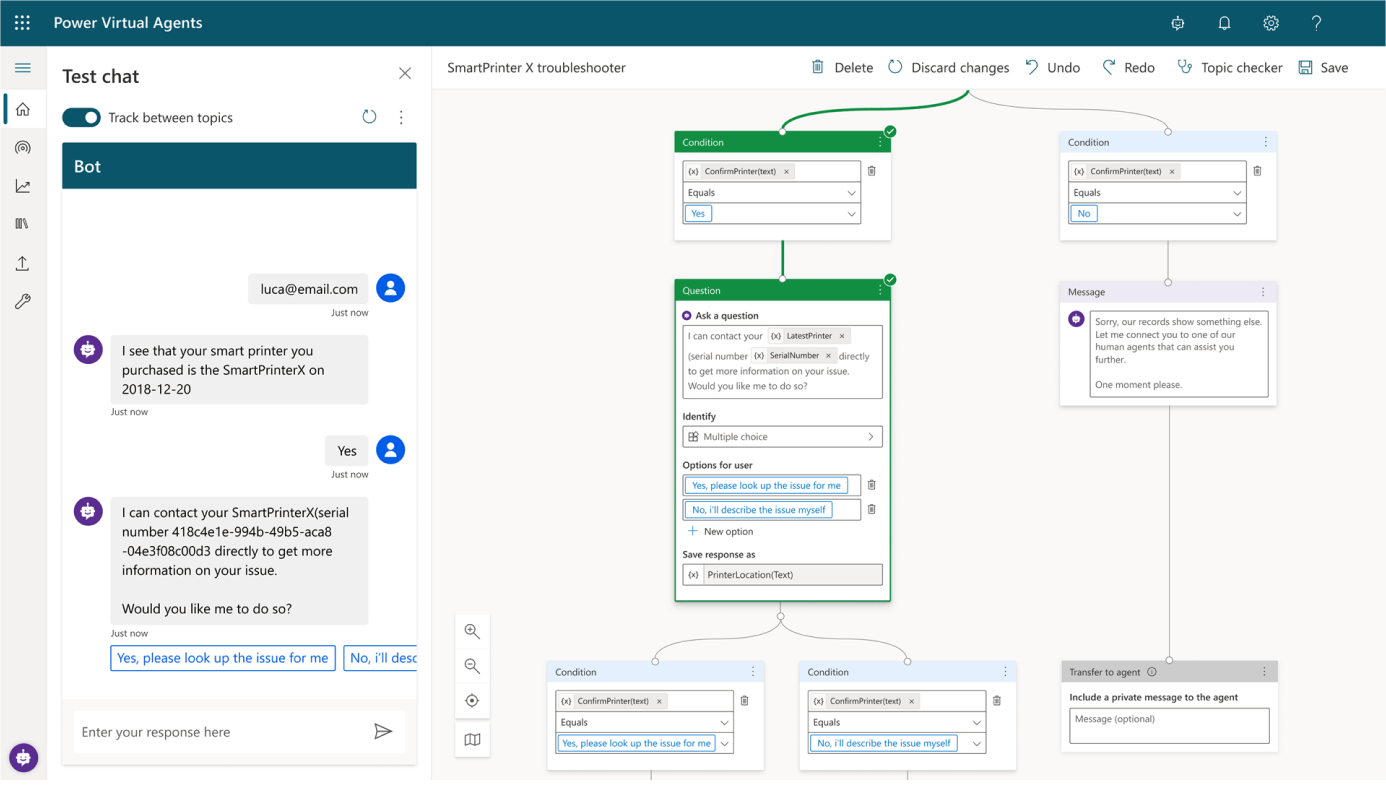 Power Virtual Agents
?
Test chat
Track between topics
Bot
luca@email.com
Just now
I see that your smart printer you
purchased is the SmartPrinterX on
2018-12-20
Just now
Yes
Just now
I can contact your SmartPrinterX(serial
number 418c4e1e-994b-49b5-aca8
-04e3f08c00d3 directly to get more
information on your issue.
Would you like me to do so?
Just now
Yes, please look up the issue for me
No, i'll desc
Enter your response here
SmartPrinter X troubleshooter
Delete
Discard changes
Undo
Redo
Topic checker
Save
Condition
{x} ConfirmPrinter(text) ×
Equals
Yes
Condition
{x} ConfirmPrinter(text) ×
Equals
No
Question
Ask a question
I can contact your {x} LatestPrinter ×
(serial number {x} SerialNumber × directly
to get more information on your issue.
Would you like me to do so?
Identify
Multiple choice
Options for user
Yes, please look up the issue for me
No, i'll describe the issue myself
+ New option
Save response as
{x} PrinterLocation(Text)
Message
Sorry, our records show something else.
Let me connect you to one of our
human agents that can assist you
further.
One moment please.
Condition
{x} ConfirmPrinter(text) ×
Equals
Yes, please look up the issue for me
Condition
{x} ConfirmPrinter(text) ×
Equals
No, i'll describe the issue myself
Transfer to agent
Include a private message to the agent
Message (optional)